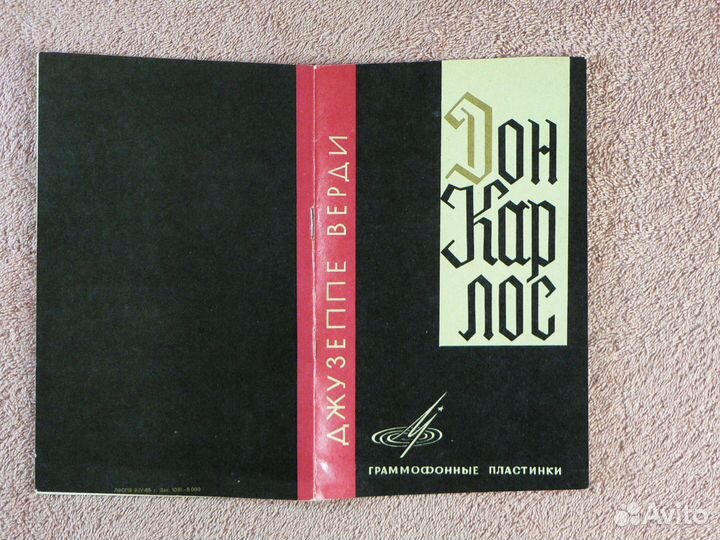 ДЖУЗЕППЕ ВЕРДИ
Дон
Кар
лос
ГРАММОФОННЫЕ ПЛАСТИНКИ
Avito